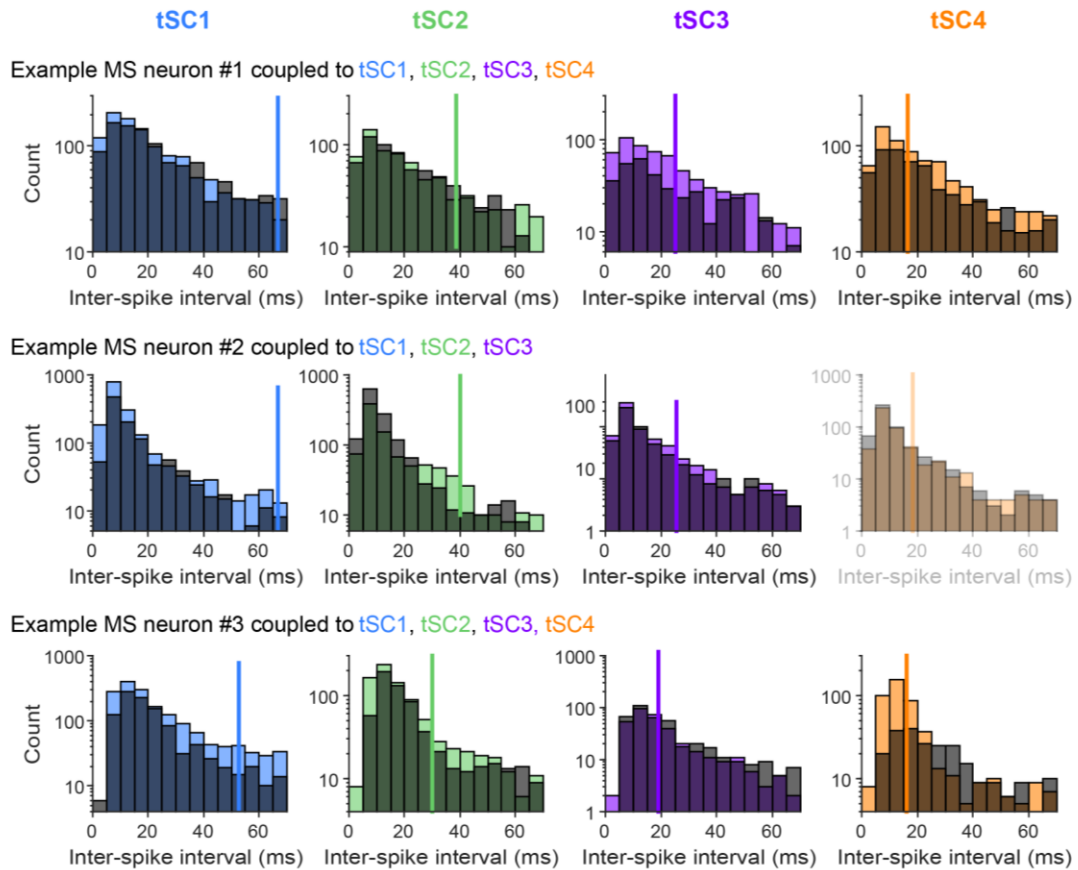 tSC1 tSC2 tSC3 tSC4
Example MS neuron #1 coupled to tSC1, tSC2, tSC3, tSC4
Count
100
10
0 20 40 60
Inter-spike interval (ms)
100
10
0 20 40 60
Inter-spike interval (ms)
100
10
0 20 40 60
Inter-spike interval (ms)
100
10
0 20 40 60
Inter-spike interval (ms)
Example MS neuron #2 coupled to tSC1, tSC2, tSC3
Count
1000
100
10
0 20 40 60
Inter-spike interval (ms)
1000
100
10
0 20 40 60
Inter-spike interval (ms)
100
10
1
0 20 40 60
Inter-spike interval (ms)
1000
100
10
1
0 20 40 60
Inter-spike interval (ms)
Example MS neuron #3 coupled to tSC1, tSC2, tSC3, tSC4
Count
1000
100
10
0 20 40 60
Inter-spike interval (ms)
100
10
0 20 40 60
Inter-spike interval (ms)
1000
100
10
1
0 20 40 60
Inter-spike interval (ms)
100
10
0 20 40 60
Inter-spike interval (ms)